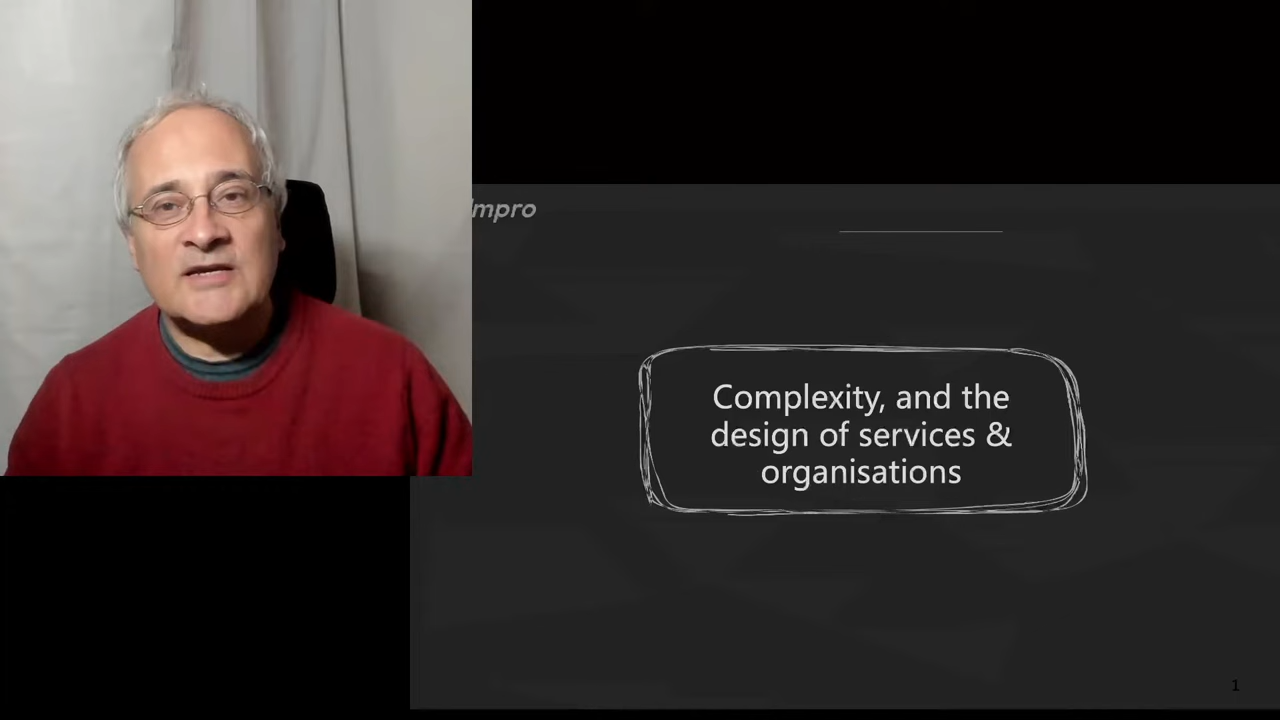 mpro
Complexity, and the
design of services &
organisations
1